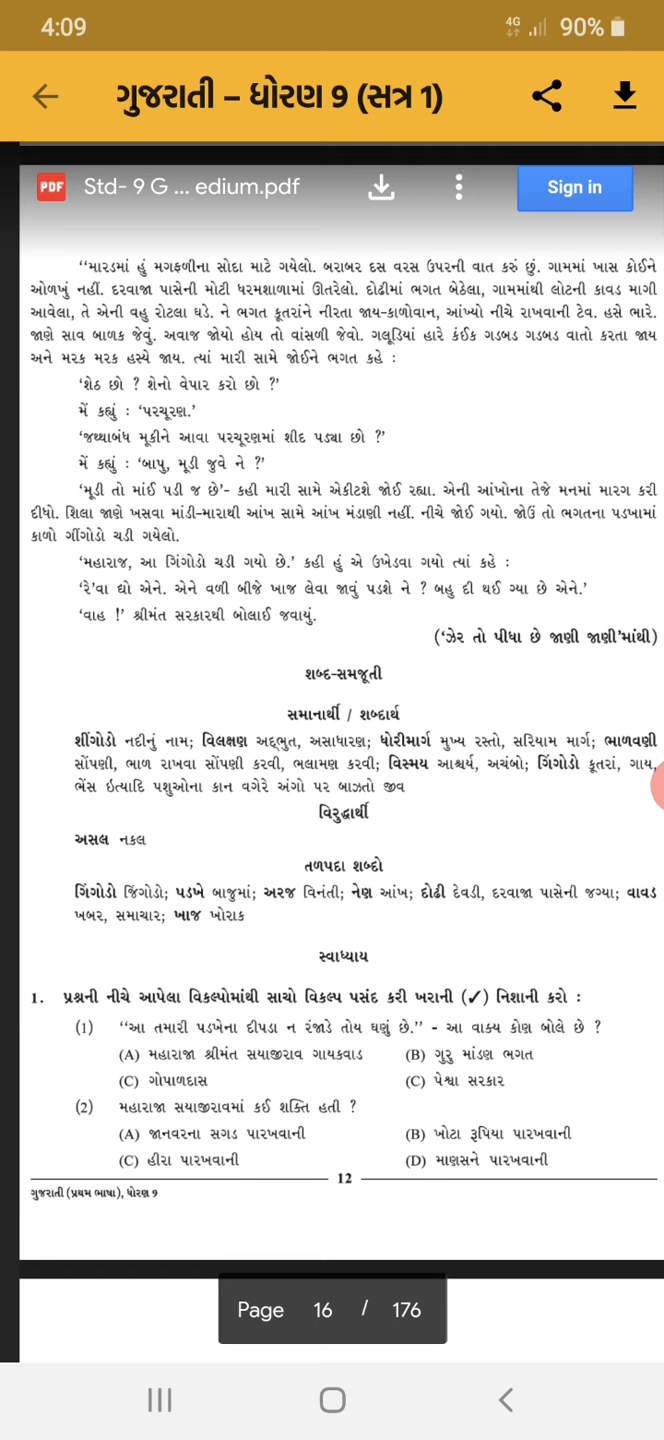 4:09 4G 90%
ગુજરાતી – ધોરણ 9 (સત્ર 1)
PDF Std- 9 G ... edium.pdf Sign in
‘‘મારડમાં હું મગફળીના સોદા માટે ગયેલો. બરાબર દસ વરસ ઉપરની વાત કરું છું. ગામમાં ખાસ કોઈને
ઓળખું નહીં. દરવાજા પાસેની મોટી ધરમશાળામાં ઊતરેલો. દોઢીમાં ભગત બેઠેલા, ગામમાંથી લોટની કાવડ માગી
આવેલા, તે એની વહુ રોટલા ઘડે. ને ભગત કૂતરાંને નીરતા જાય-કાળોવાન, આંખ્યો નીચે રાખવાની ટેવ. હસે ભારે.
જાણે સાવ બાળક જેવું. અવાજ જોયો હોય તો વાંસળી જેવો. ગલૂડિયાં હારે કંઈક ગડબડ ગડબડ વાતો કરતા જાય
અને મરક મરક હસ્યે જાય. ત્યાં મારી સામે જોઈને ભગત કહે :
‘શેઠ છો ? શેનો વેપાર કરો છો ?’
મેં કહ્યું : ‘પરચૂરણ.’
‘જથ્થાબંધ મૂકીને આવા પરચૂરણમાં શીદ પડ્યા છો ?’
મેં કહ્યું : ‘બાપુ, મૂડી જુવે ને ?’
‘મૂડી તો માંઈ પડી જ છે’- કહી મારી સામે એકીટશે જોઈ રહ્યા. એની આંખોના તેજે મનમાં મારગ કરી
દીધો. શિલા જાણે ખસવા માંડી-મારાથી આંખ સામે આંખ મંડાણી નહીં. નીચે જોઈ ગયો. જોઉં તો ભગતના પડખામાં
કાળો ગીંગોડો ચડી ગયેલો.
‘મહારાજ, આ ગિંગોડો ચડી ગયો છે.’ કહી હું એ ઉખેડવા ગયો ત્યાં કહે :
‘રે’વા દ્યો એને. એને વળી બીજે ખાજ લેવા જાવું પડશે ને ? બહુ દી થઈ ગ્યા છે એને.’
‘વાહ !’ શ્રીમંત સરકારથી બોલાઈ જવાયું.
(‘ઝેર તો પીધા છે જાણી જાણી’માંથી)
શબ્દ-સમજૂતી
સમાનાર્થી / શબ્દાર્થ
શીંગોડો નદીનું નામ; વિલક્ષણ અદ્દભુત, અસાધારણ; ધોરીમાર્ગ મુખ્ય રસ્તો, સરિયામ માર્ગ; ભાળવણી
સોંપણી, ભાળ રાખવા સોંપણી કરવી, ભલામણ કરવી; વિસ્મય આશ્ચર્ય, અચંબો; ગિંગોડો કૂતરાં, ગાય,
ભેંસ ઇત્યાદિ પશુઓના કાન વગેરે અંગો પર બાઝતો જીવ
વિરુદ્ધાર્થી
અસલ નકલ
તળપદા શબ્દો
ગિંગોડો જિંગોડો; પડખે બાજુમાં; અરજ વિનંતી; નેણ આંખ; દોઢી દેવડી, દરવાજા પાસેની જગ્યા; વાવડ
ખબર, સમાચાર; ખાજ ખોરાક
સ્વાધ્યાય
1. પ્રશ્નની નીચે આપેલા વિકલ્પોમાંથી સાચો વિકલ્પ પસંદ કરી ખરાની (✓) નિશાની કરો :
(1) ‘‘આ તમારી પડખેના દીપડા ન રંજાડે તોય ઘણું છે.’’ - આ વાક્ય કોણ બોલે છે ?
(A) મહારાજા શ્રીમંત સયાજીરાવ ગાયકવાડ (B) ગુરુ માંડણ ભગત
(C) ગોપાળદાસ (C) પેશ્વા સરકાર
(2) મહારાજા સયાજીરાવમાં કઈ શક્તિ હતી ?
(A) જાનવરના સગડ પારખવાની (B) ખોટા રૂપિયા પારખવાની
(C) હીરા પારખવાની (D) માણસને પારખવાની
12
ગુજરાતી (પ્રથમ ભાષા), ધોરણ 9
Page 16 / 176